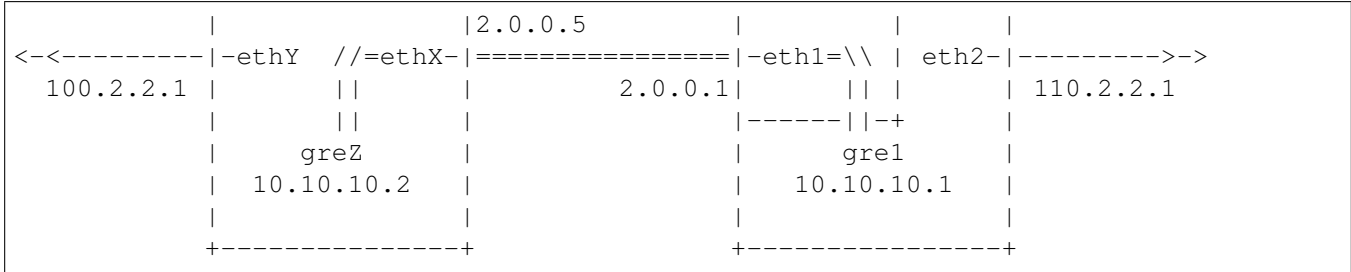 |               |2.0.0.5         |         |      |
<-<---------|-ethY  //=ethX-|================|-eth1=\\ | eth2-|--------->->
100.2.2.1 |       ||      |         2.0.0.1|      || |      | 110.2.2.1
|       ||      |                |------||-+      |
|     greZ      |                |      gre1      |
|  10.10.10.2   |                |   10.10.10.1   |
|               |                |                |
+---------------+                +----------------+